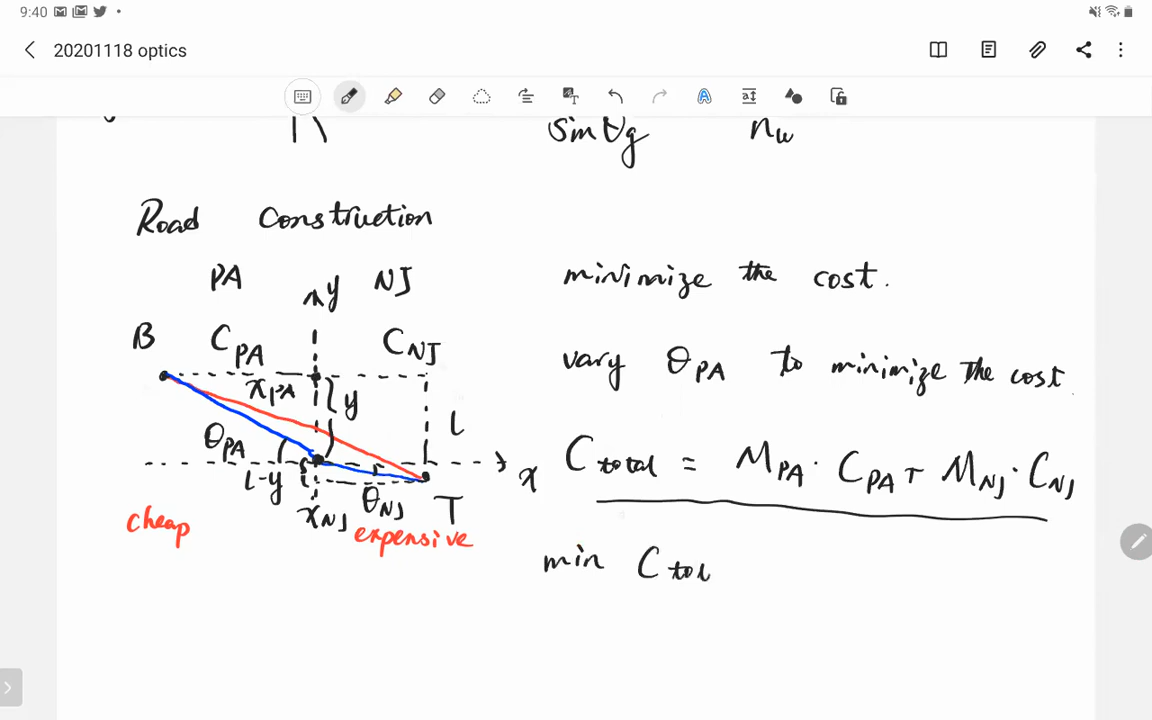 9:40
20201118 optics
sinθg nw
Road Construction
PA y NJ
minimize the cost.
B CPA CNJ
vary θPA to minimize the cost.
xPA y
L
θPA
Ctotal = MPA · CPA + MNJ · CNJ
x
L-y xNJ θNJ T
cheap expensive
min Ctot